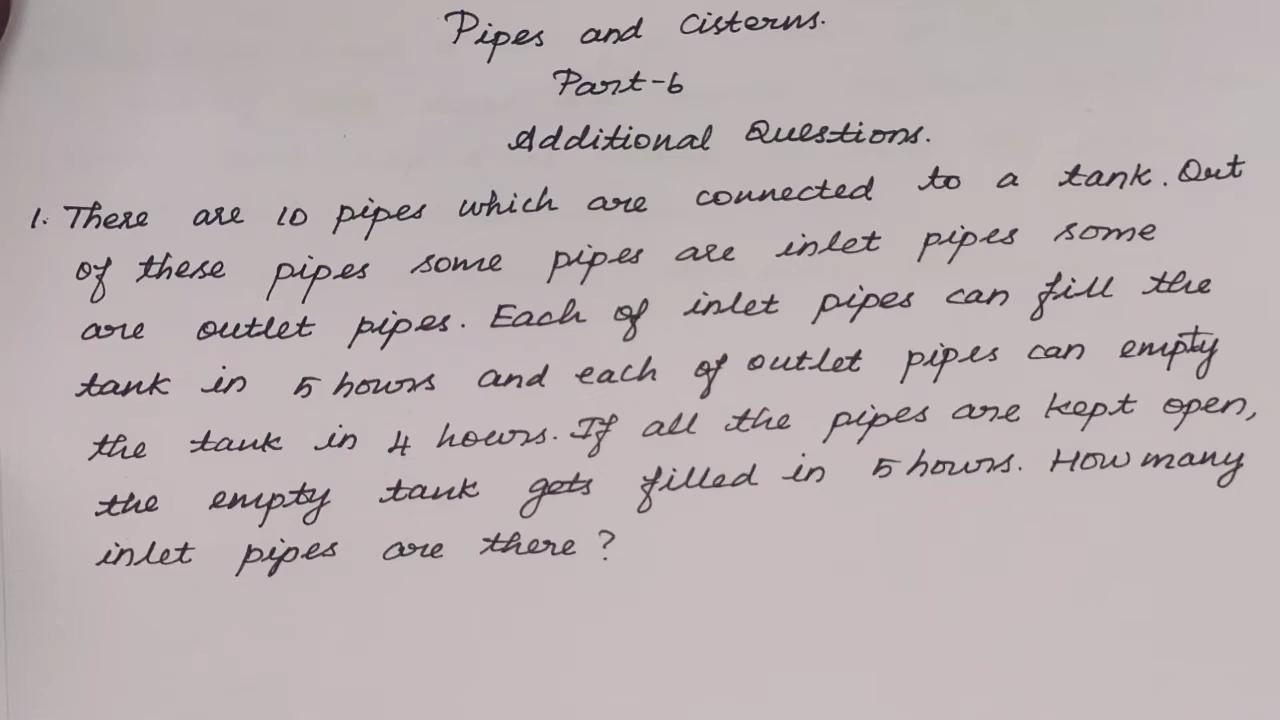 Pipes and Cisterns.
Part-6
Additional Questions.
1. There are 10 pipes which are connected to a tank. Out
of these pipes some pipes are inlet pipes some
are outlet pipes. Each of inlet pipes can fill the
tank in 5 hours and each of outlet pipes can empty
the tank in 4 hours. If all the pipes are kept open,
the empty tank gets filled in 5 hours. How many
inlet pipes are there?